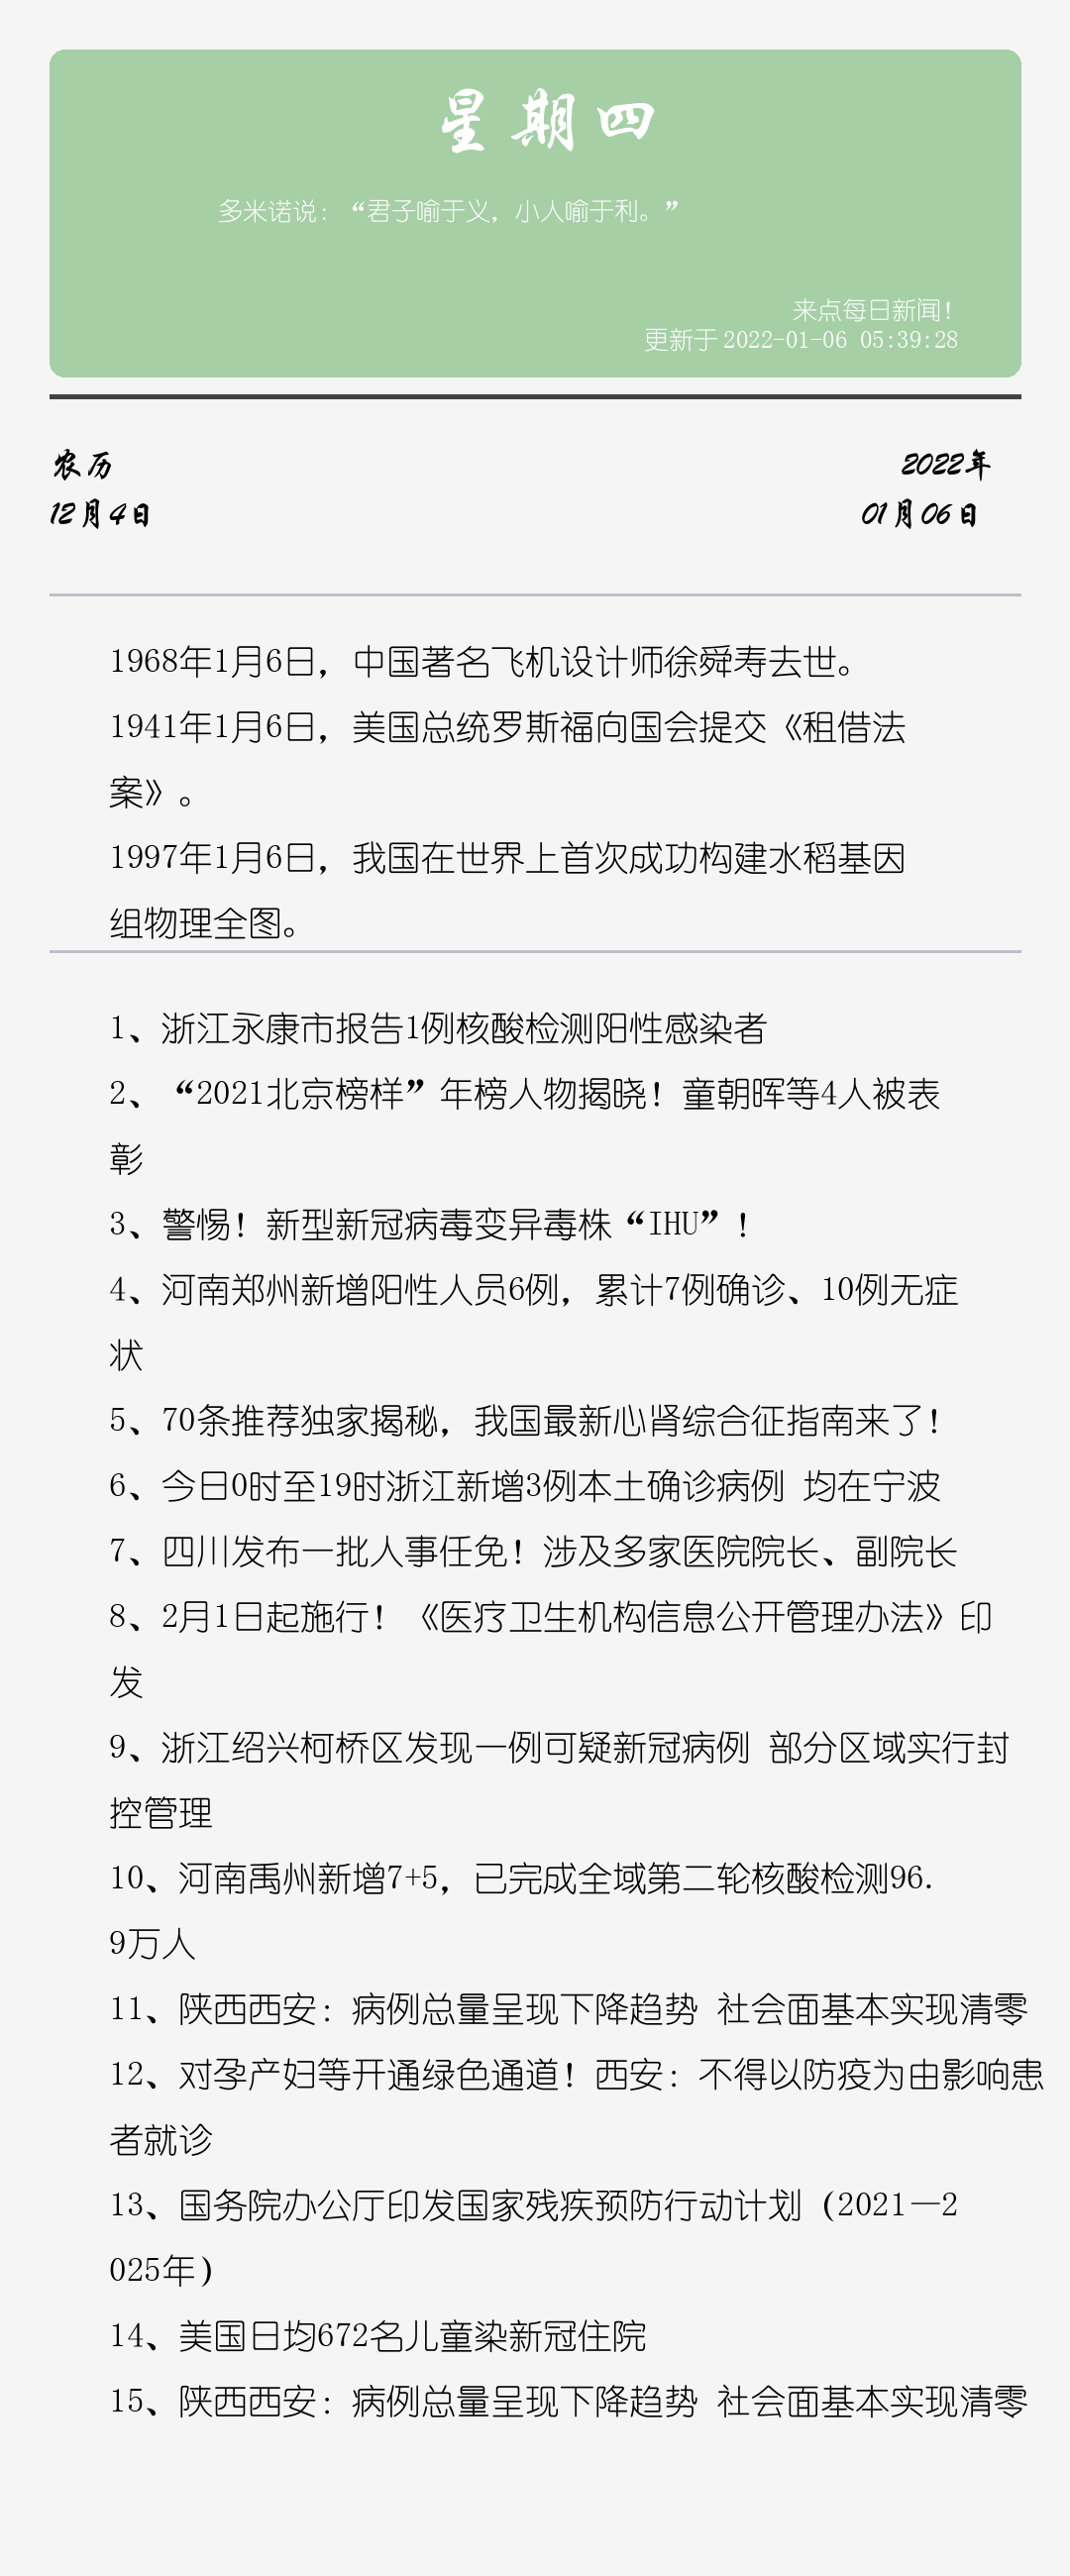 星期四
多米诺说：“君子喻于义，小人喻于利。”
来点每日新闻！
更新于 2022-01-06 05:39:28
农历
2022年
12月4日
01月06日
1968年1月6日，中国著名飞机设计师徐舜寿去世。
1941年1月6日，美国总统罗斯福向国会提交《租借法
案》。
1997年1月6日，我国在世界上首次成功构建水稻基因
组物理全图。
1、浙江永康市报告1例核酸检测阳性感染者
2、“2021北京榜样”年榜人物揭晓！童朝晖等4人被表
彰
3、警惕！新型新冠病毒变异毒株“IHU”！
4、河南郑州新增阳性人员6例，累计7例确诊、10例无症
状
5、70条推荐独家揭秘，我国最新心肾综合征指南来了！
6、今日0时至19时浙江新增3例本土确诊病例 均在宁波
7、四川发布一批人事任免！涉及多家医院院长、副院长
8、2月1日起施行！《医疗卫生机构信息公开管理办法》印
发
9、浙江绍兴柯桥区发现一例可疑新冠病例 部分区域实行封
控管理
10、河南禹州新增7+5，已完成全域第二轮核酸检测96.
9万人
11、陕西西安：病例总量呈现下降趋势 社会面基本实现清零
12、对孕产妇等开通绿色通道！西安：不得以防疫为由影响患
者就诊
13、国务院办公厅印发国家残疾预防行动计划（2021—2
025年）
14、美国日均672名儿童染新冠住院
15、陕西西安：病例总量呈现下降趋势 社会面基本实现清零